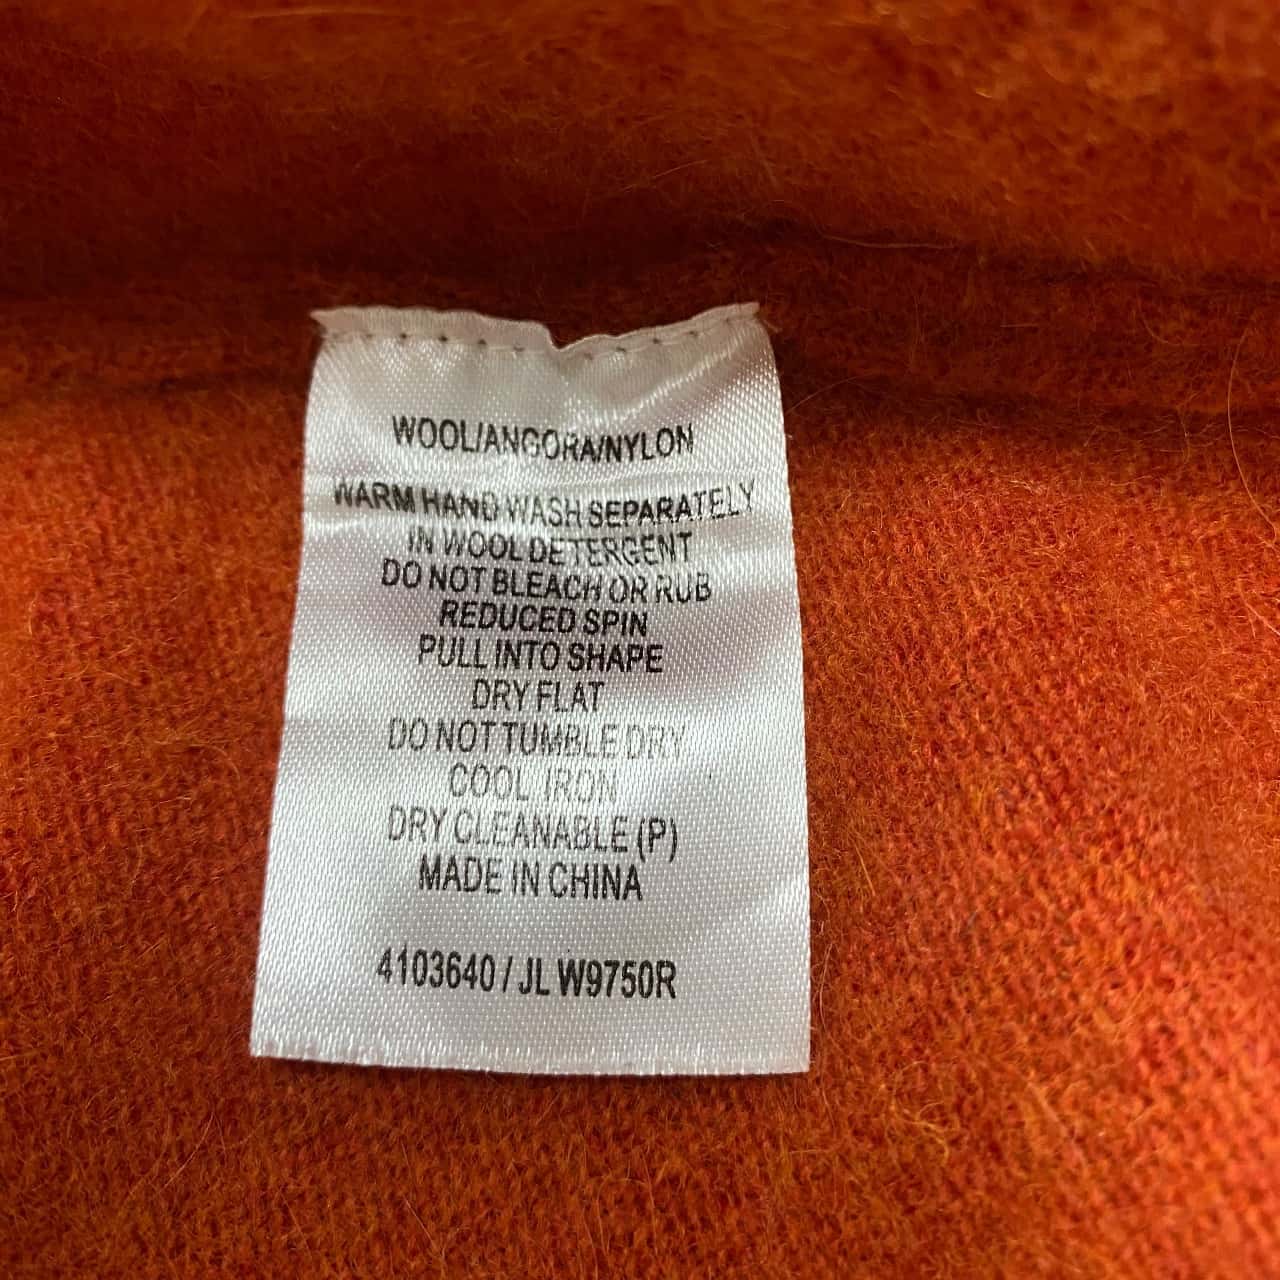 WOOL/ANGORA/NYLON
WARM HAND WASH SEPARATELY
IN WOOL DETERGENT
DO NOT BLEACH OR RUB
REDUCED SPIN
PULL INTO SHAPE
DRY FLAT
DO NOT TUMBLE DRY
COOL IRON
DRY CLEANABLE (P)
MADE IN CHINA
4103640 / JL W9750R